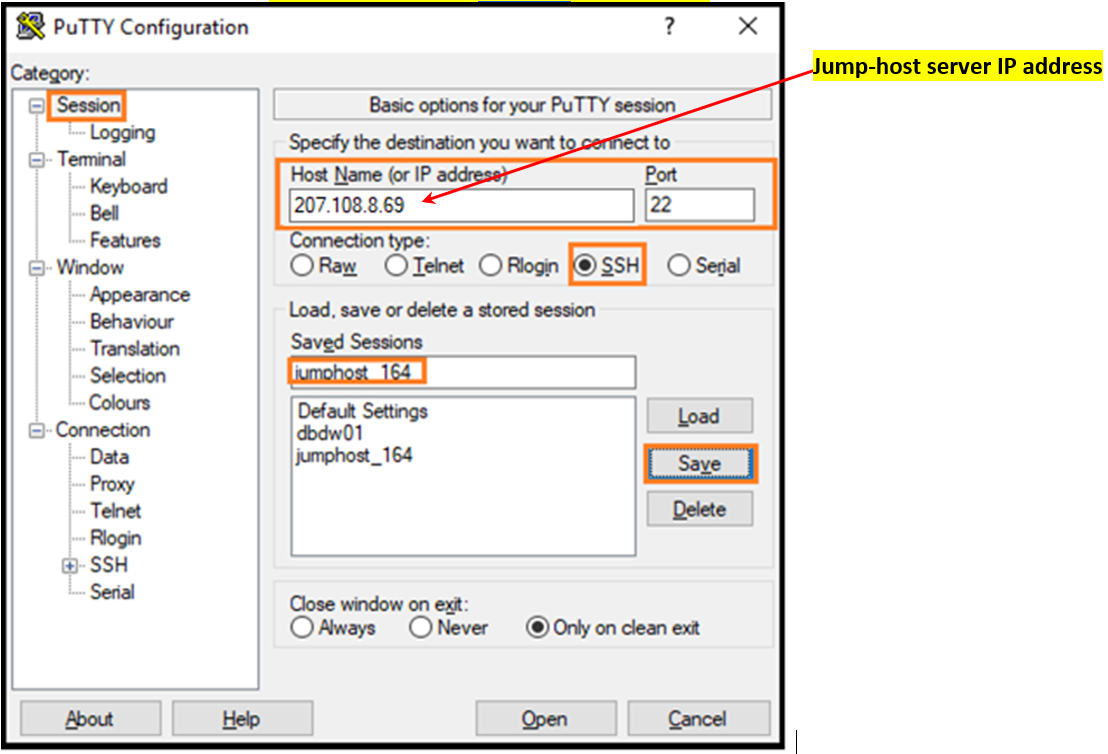 PuTTY Configuration
?
Jump-host server IP address
Category:
Session
Logging
Terminal
Keyboard
Bell
Features
Window
Appearance
Behaviour
Translation
Selection
Colours
Connection
Data
Proxy
Telnet
Rlogin
SSH
Serial
Basic options for your PuTTY session
Specify the destination you want to connect to
Host Name (or IP address) Port
207.108.8.69 22
Connection type:
Raw Telnet Rlogin SSH Serial
Load, save or delete a stored session
Saved Sessions
jumphost_164
Default Settings
dbdw01
jumphost_164
Load
Save
Delete
Close window on exit:
Always Never Only on clean exit
About Help Open Cancel